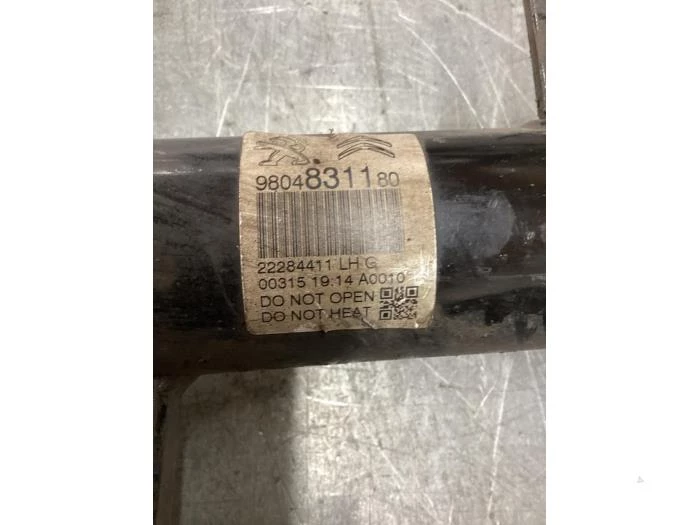 9804831180
22284411 LH G
00315 19:14 A0010
DO NOT OPEN
DO NOT HEAT